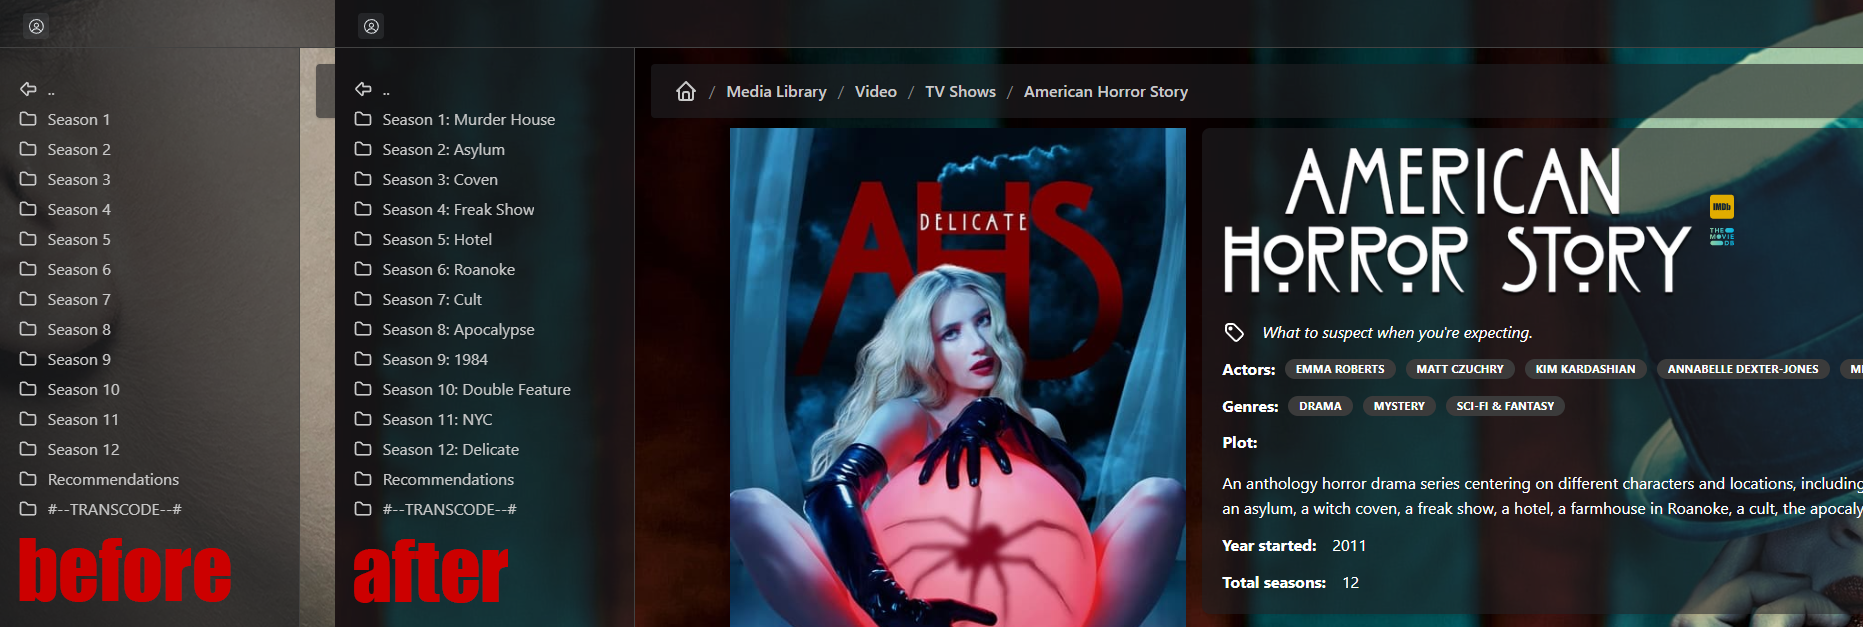 ..
Season 1
Season 2
Season 3
Season 4
Season 5
Season 6
Season 7
Season 8
Season 9
Season 10
Season 11
Season 12
Recommendations
#--TRANSCODE--#
before
..
Season 1: Murder House
Season 2: Asylum
Season 3: Coven
Season 4: Freak Show
Season 5: Hotel
Season 6: Roanoke
Season 7: Cult
Season 8: Apocalypse
Season 9: 1984
Season 10: Double Feature
Season 11: NYC
Season 12: Delicate
Recommendations
#--TRANSCODE--#
after
/ Media Library / Video / TV Shows / American Horror Story
AHS
DELICATE
AMERICAN
HORROR STORY
IMDb
THE
MOVIE
DB
What to suspect when you're expecting.
Actors: EMMA ROBERTS MATT CZUCHRY KIM KARDASHIAN ANNABELLE DEXTER-JONES
Genres: DRAMA MYSTERY SCI-FI & FANTASY
Plot:
An anthology horror drama series centering on different characters and locations, including
an asylum, a witch coven, a freak show, a hotel, a farmhouse in Roanoke, a cult, the apocaly
Year started: 2011
Total seasons: 12